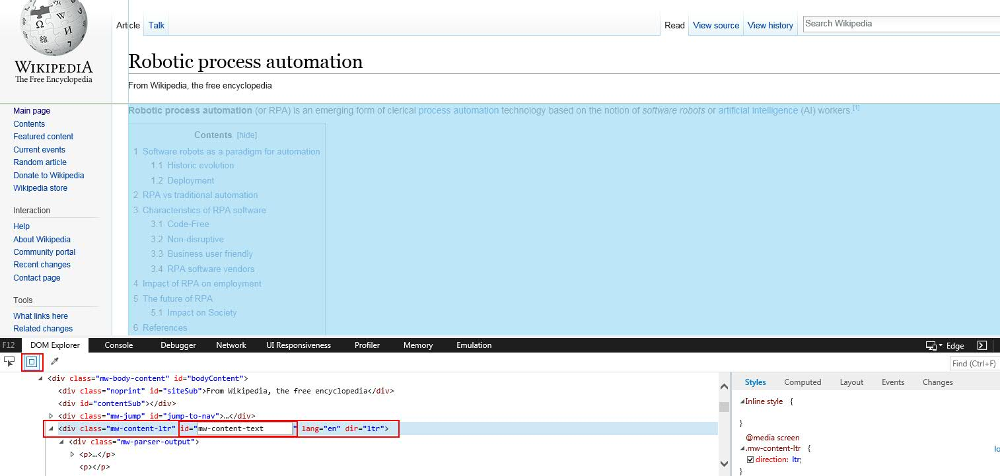 WIKIPEDIA
The Free Encyclopedia
Main page
Contents
Featured content
Current events
Random article
Donate to Wikipedia
Wikipedia store
Interaction
Help
About Wikipedia
Community portal
Recent changes
Contact page
Tools
What links here
Related changes
Article Talk Read View source View history Search Wikipedia
Robotic process automation
From Wikipedia, the free encyclopedia
Robotic process automation (or RPA) is an emerging form of clerical process automation technology based on the notion of software robots or artificial intelligence (AI) workers.[1]
Contents [hide]
1 Software robots as a paradigm for automation
1.1 Historic evolution
1.2 Deployment
2 RPA vs traditional automation
3 Characteristics of RPA software
3.1 Code-Free
3.2 Non-disruptive
3.3 Business user friendly
3.4 RPA software vendors
4 Impact of RPA on employment
5 The future of RPA
5.1 Impact on Society
6 References
F12 DOM Explorer Console Debugger Network UI Responsiveness Profiler Memory Emulation Edge
Find (Ctrl+F)
<div class="mw-body-content" id="bodyContent">
<div class="noprint" id="siteSub">From Wikipedia, the free encyclopedia</div>
<div id="contentSub"></div>
<div class="mw-jump" id="jump-to-nav">…</div>
<div class="mw-content-ltr" id="mw-content-text" lang="en" dir="ltr">
<div class="mw-parser-output">
<p>…</p>
<p></p>
Styles Computed Layout Events Changes
Inline style {
}
@media screen
.mw-content-ltr { lo
direction: ltr;
}